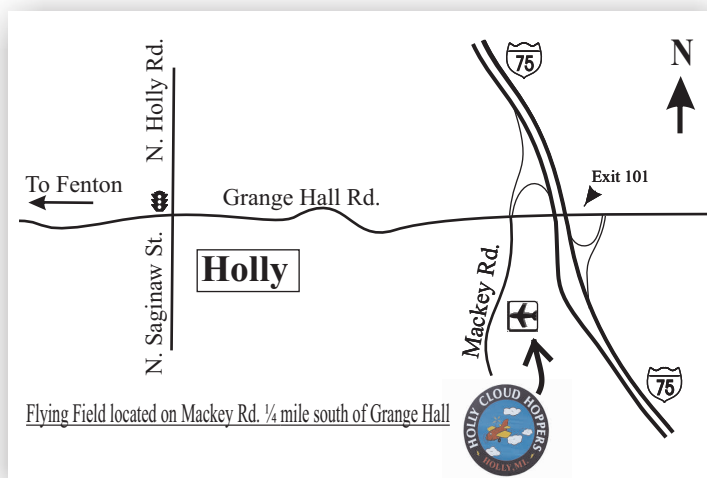 N. Holly Rd.
75
N
To Fenton
Grange Hall Rd.
Exit 101
N. Saginaw St.
Holly
Mackey Rd.
75
Flying Field located on Mackey Rd. ¼ mile south of Grange Hall
HOLLY CLOUD HOPPERS
HOLLY, MI.